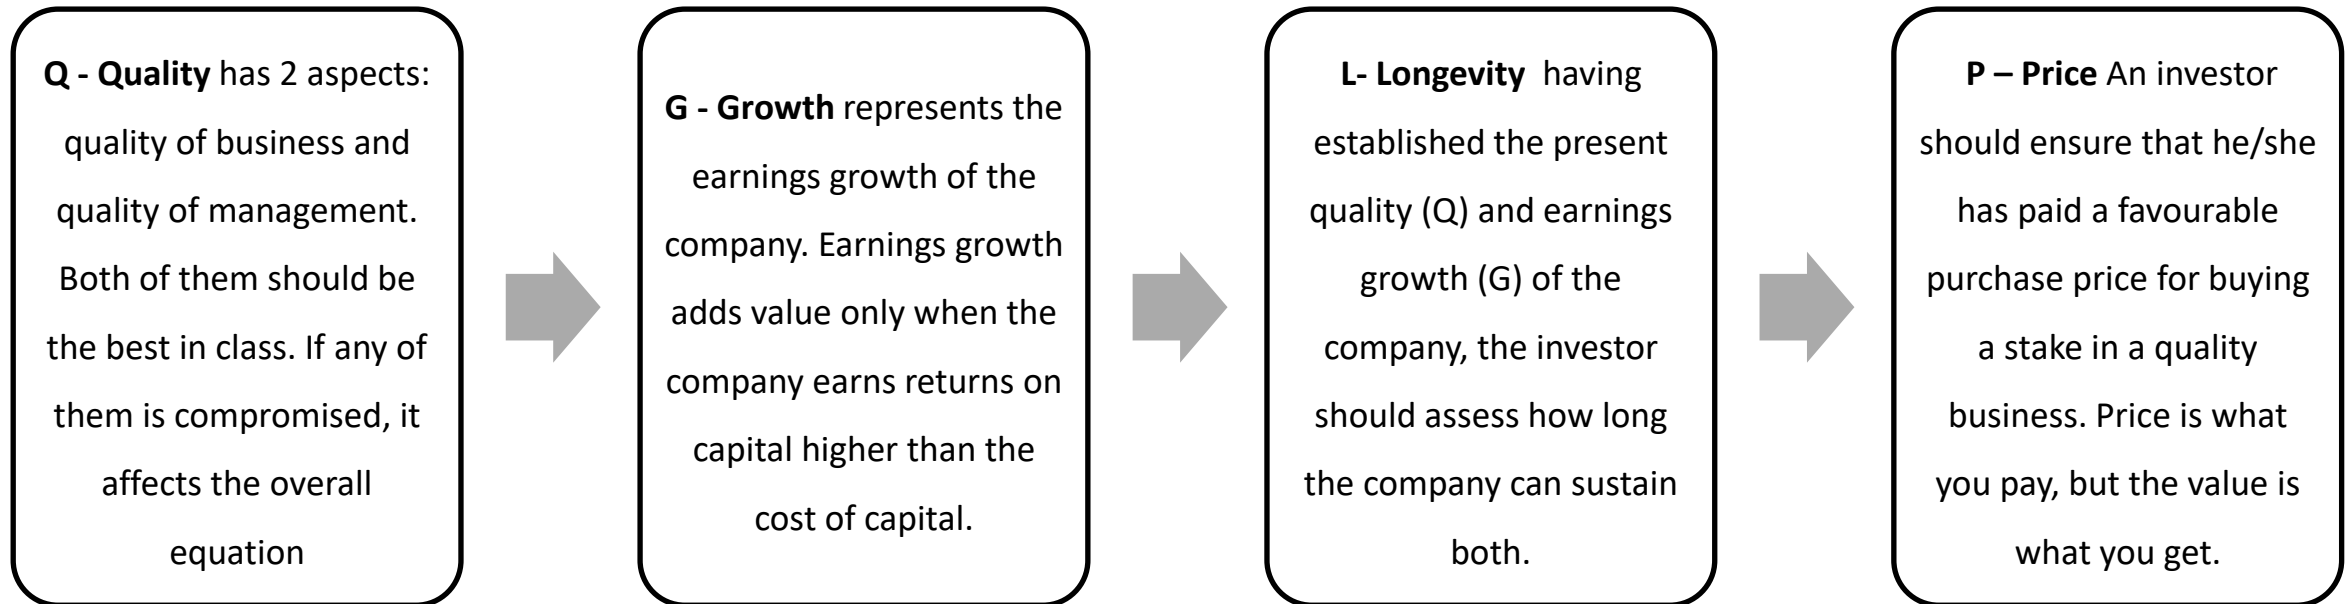 Q - Quality has 2 aspects:
quality of business and
quality of management.
Both of them should be
the best in class. If any of
them is compromised, it
affects the overall
equation
G - Growth represents the
earnings growth of the
company. Earnings growth
adds value only when the
company earns returns on
capital higher than the
cost of capital.
L- Longevity  having
established the present
quality (Q) and earnings
growth (G) of the
company, the investor
should assess how long
the company can sustain
both.
P – Price An investor
should ensure that he/she
has paid a favourable
purchase price for buying
a stake in a quality
business. Price is what
you pay, but the value is
what you get.